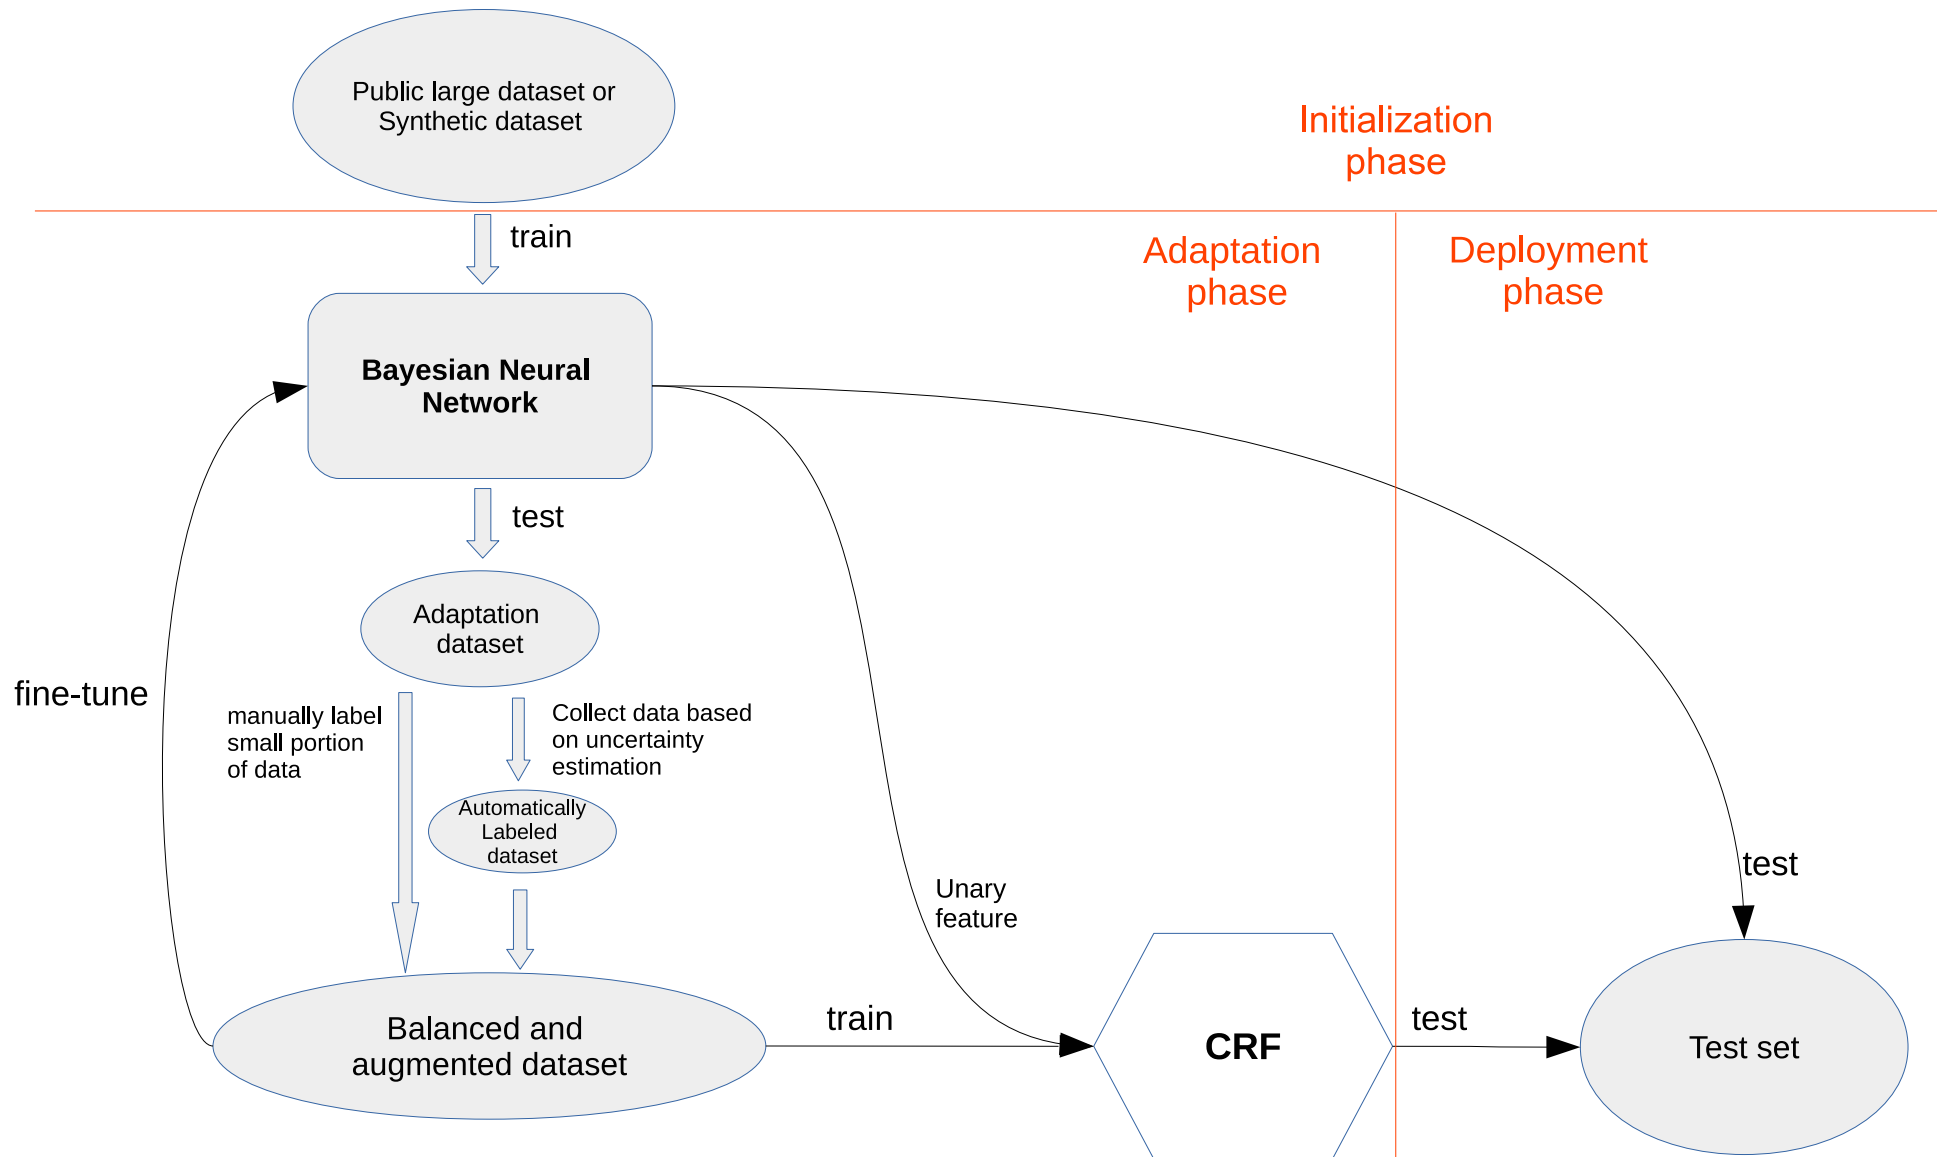 Public large dataset or
Synthetic dataset
Initialization
phase
train
Adaptation
phase
Deployment
phase
Bayesian Neural
Network
test
Adaptation
dataset
fine-tune
manually label
small portion
of data
Collect data based
on uncertainty
estimation
Automatically
Labeled
dataset
Unary
feature
test
Balanced and
augmented dataset
train
CRF
test
Test set